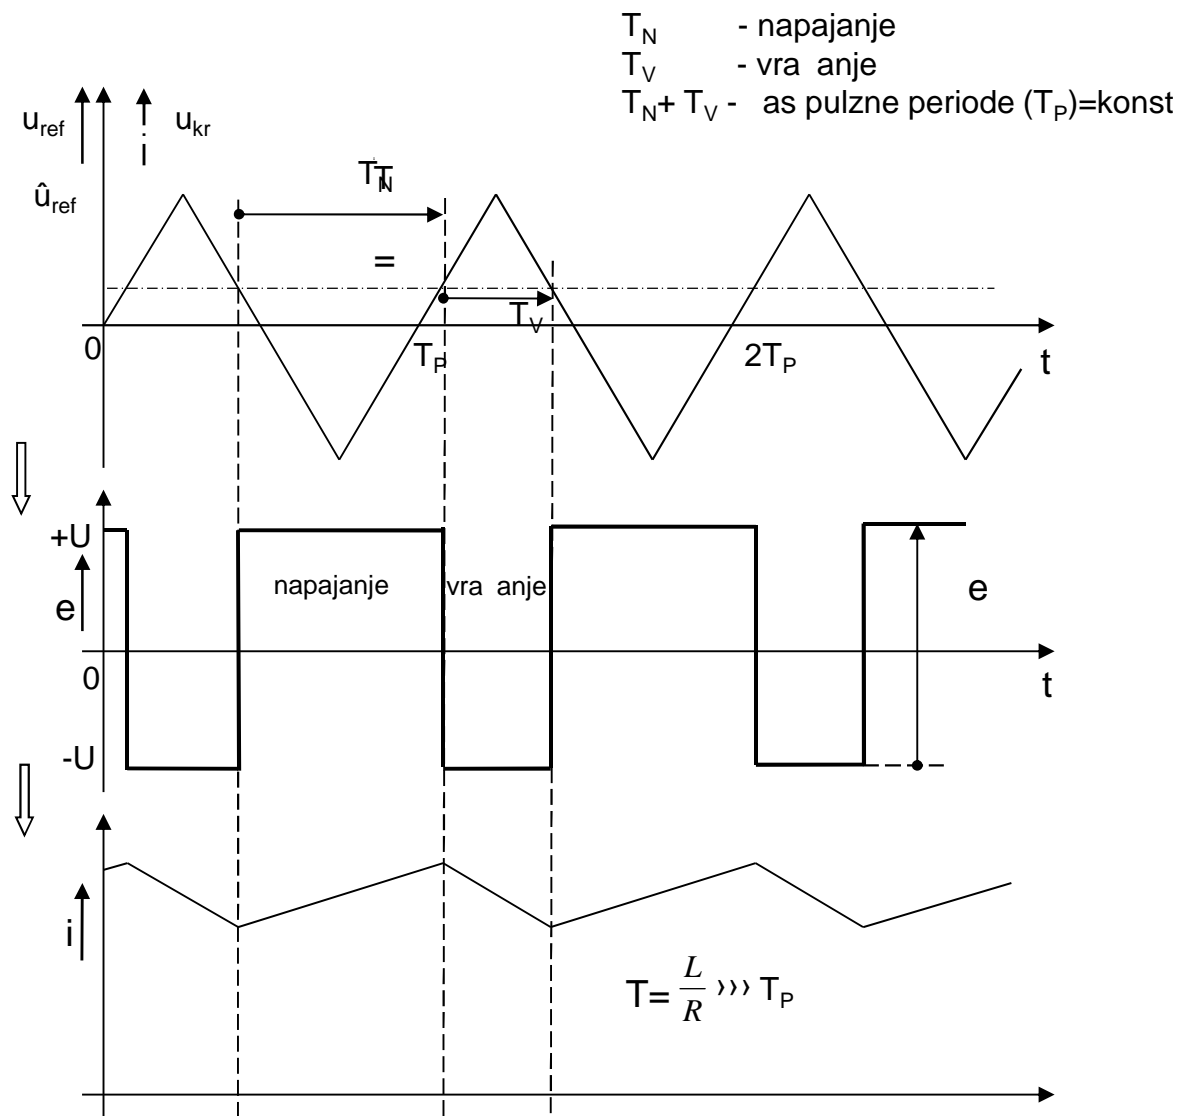 T_N - napajanje
T_V - vra anje
T_N+ T_V - as pulzne periode (T_P)=konst
u_ref u_kr
û_ref
T_N
=
T_V
0 T_P 2T_P t
+U
napajanje vra anje e
e
0 t
-U
i
T= L/R ››› T_P